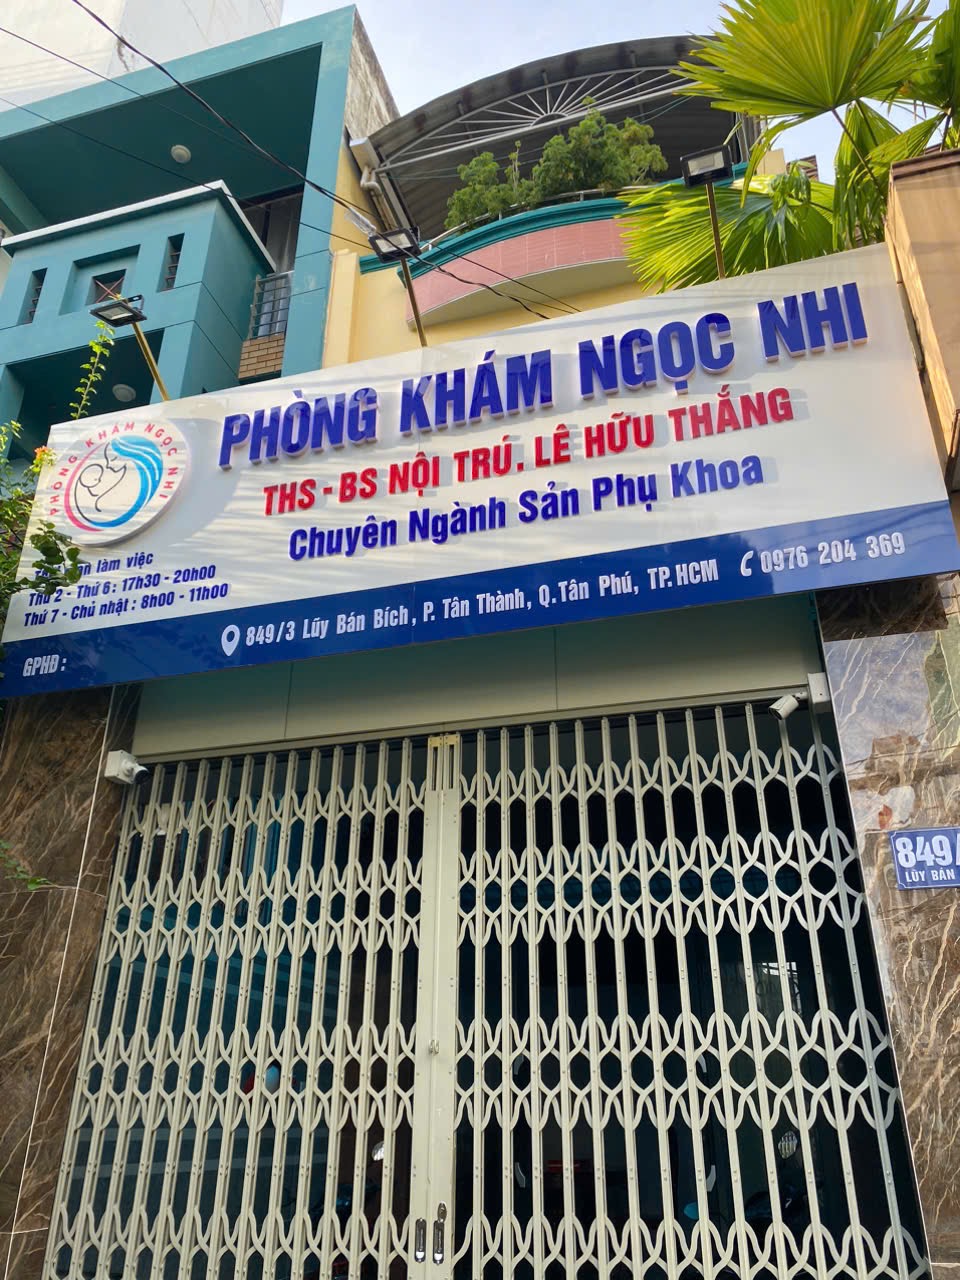 PHÒNG KHÁM NGỌC NHI
THS - BS NỘI TRÚ. LÊ HỮU THẮNG
Chuyên Ngành Sản Phụ Khoa
PHÒNG KHÁM NGỌC NHI
làm việc
Thứ 2 - Thứ 6 : 17h30 - 20h00
Thứ 7 - Chủ nhật : 8h00 - 11h00
849/3 Lũy Bán Bích, P. Tân Thành, Q.Tân Phú, TP.HCM 0976 204 369
GPHĐ :
849/
LŨY BÁN